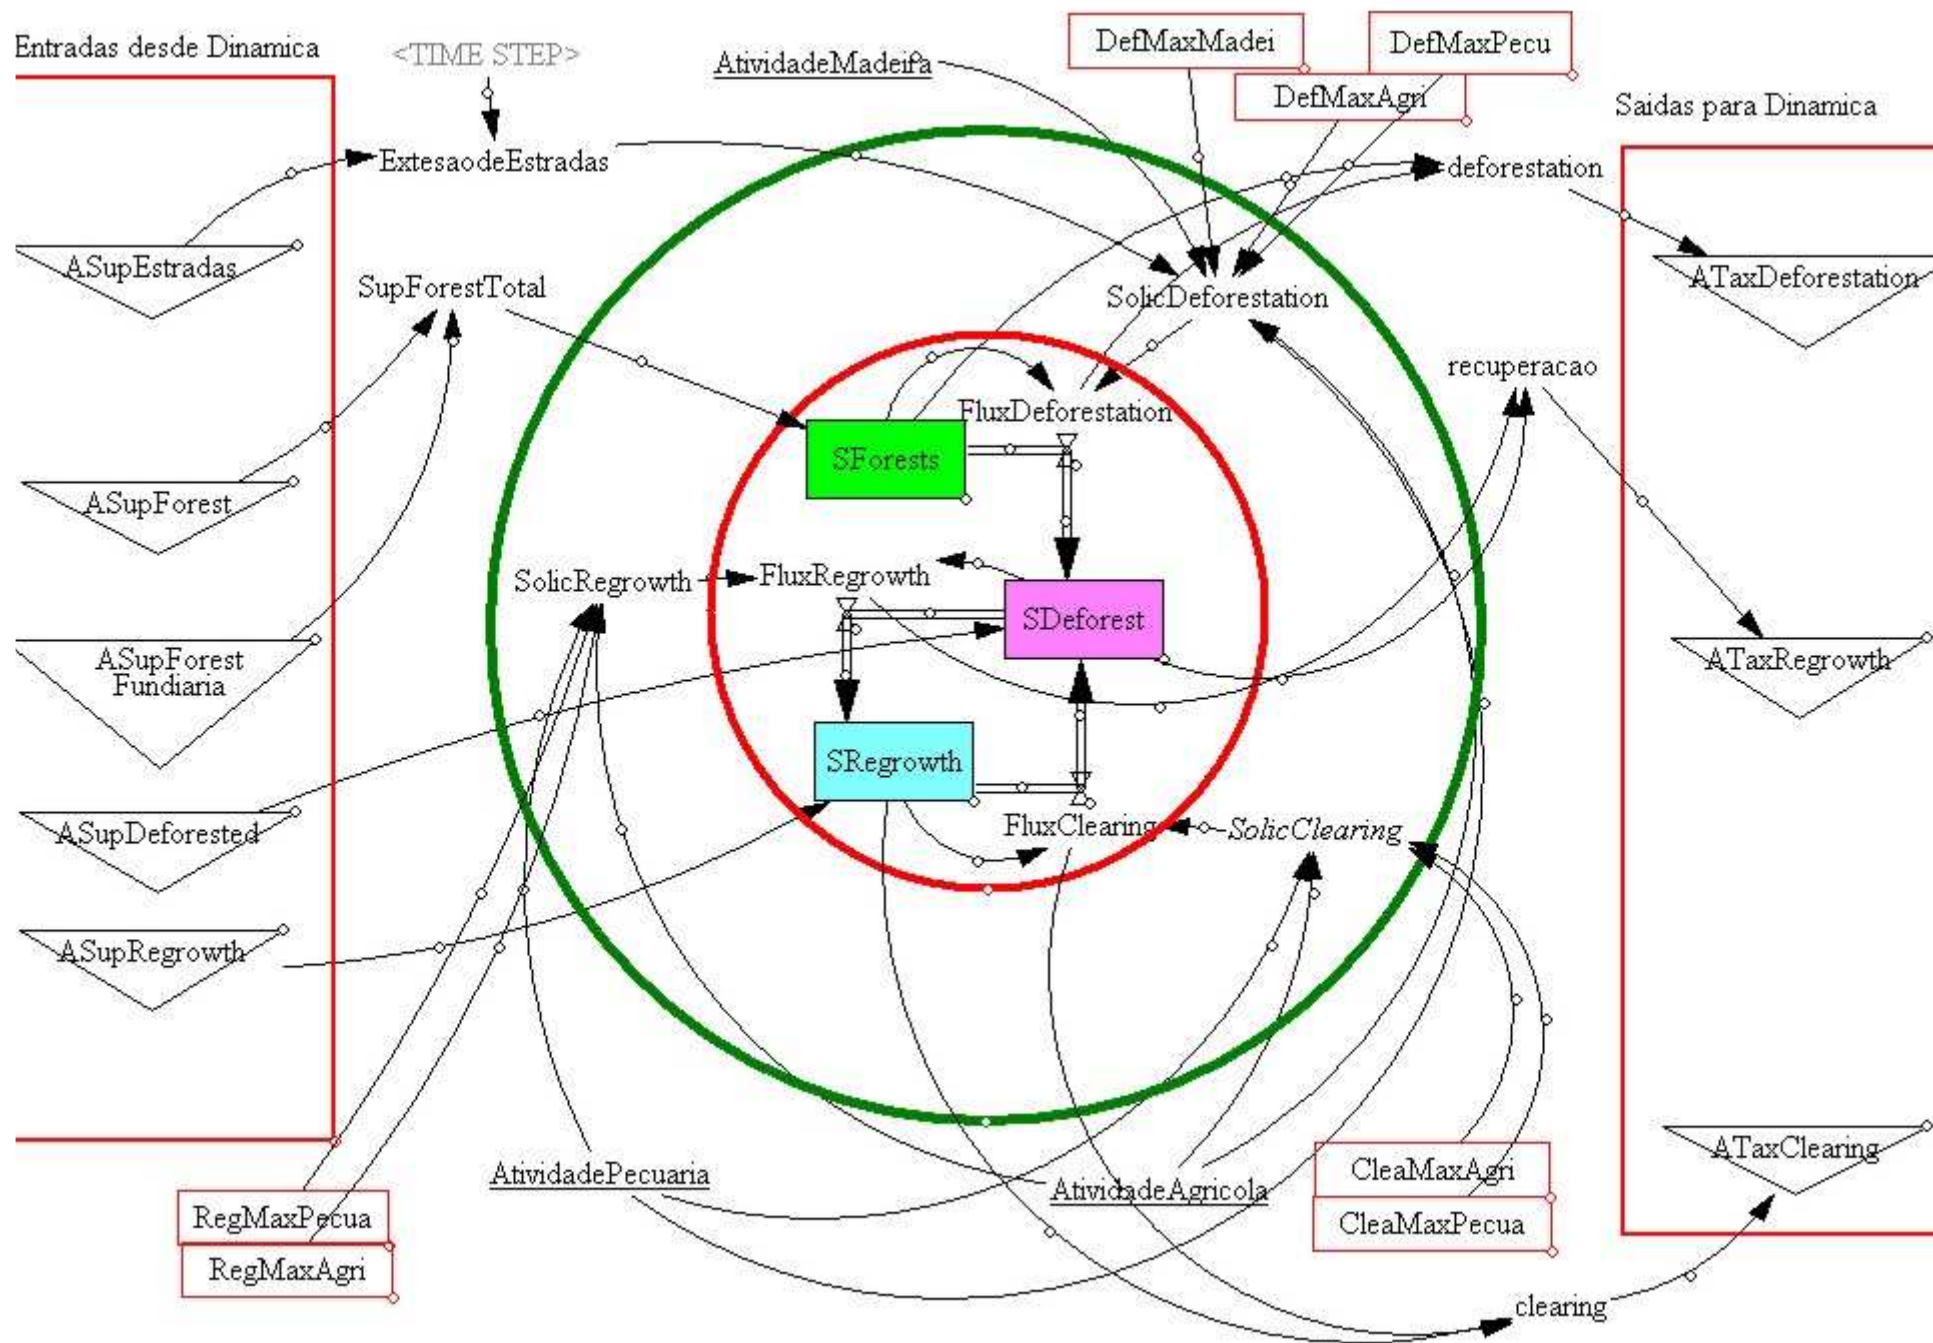 Entradas desde Dinamica
<TIME STEP>
AtividadeMadeira
DefMaxMadei
DefMaxPecu
DefMaxAgri
Saidas para Dinamica
ExtesaodeEstradas
deforestation
ASupEstradas
SupForestTotal
SolicDeforestation
ATaxDeforestation
recuperacao
FluxDeforestation
SForests
ASupForest
SolicRegrowth
FluxRegrowth
SDeforest
ASupForest
Fundiaria
ATaxRegrowth
SRegrowth
ASupDeforested
FluxClearing
SolicClearing
ASupRegrowth
AtividadePecuaria
AtividadeAgricola
CleaMaxAgri
ATaxClearing
RegMaxPecua
CleaMaxPecua
RegMaxAgri
clearing